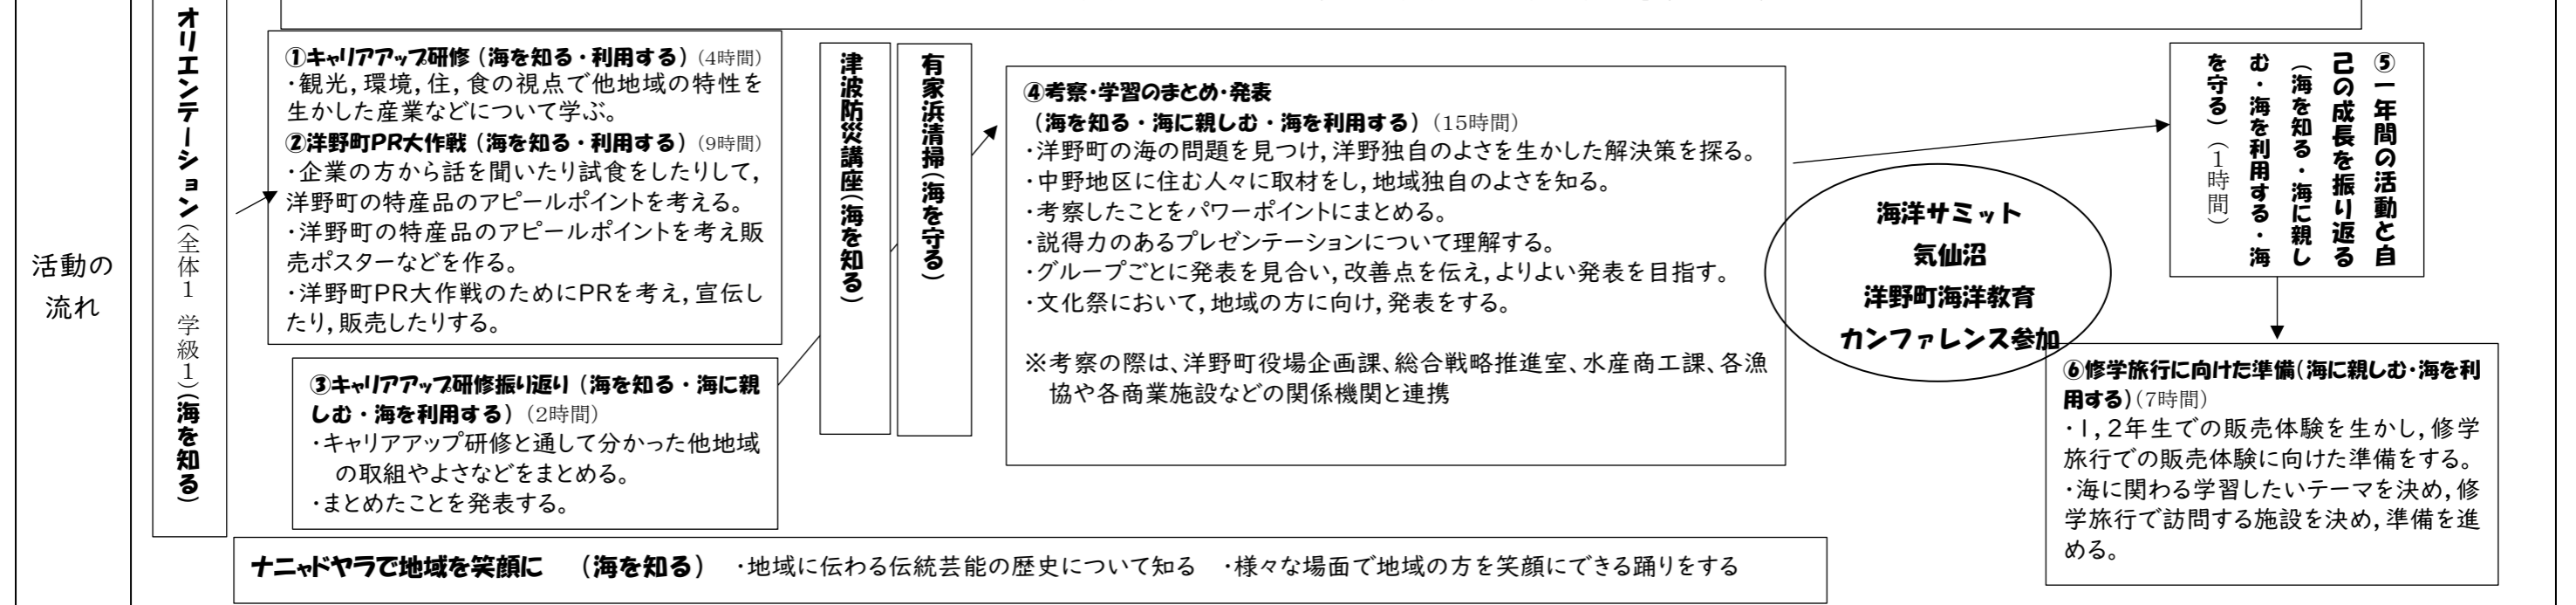 活動の
流れ
オリエンテーション(全体1 学級1)(海を知る)
①キャリアアップ研修(海を知る・利用する)(4時間)
・観光,環境,住,食の視点で他地域の特性を
生かした産業などについて学ぶ。
②洋野町PR大作戦(海を知る・利用する)(9時間)
・企業の方から話を聞いたり試食をしたりして,
洋野町の特産品のアピールポイントを考える。
・洋野町の特産品のアピールポイントを考え販
売ポスターなどを作る。
・洋野町PR大作戦のためにPRを考え,宣伝し
たり,販売したりする。
③キャリアアップ研修振り返り(海を知る・海に親
しむ・海を利用する)(2時間)
・キャリアアップ研修と通して分かった他地域
の取組やよさなどをまとめる。
・まとめたことを発表する。
津波防災講座(海を知る)
有家浜清掃(海を守る)
④考察・学習のまとめ・発表
(海を知る・海に親しむ・海を利用する)(15時間)
・洋野町の海の問題を見つけ,洋野独自のよさを生かした解決策を探る。
・中野地区に住む人々に取材をし,地域独自のよさを知る。
・考察したことをパワーポイントにまとめる。
・説得力のあるプレゼンテーションについて理解する。
・グループごとに発表を見合い,改善点を伝え,よりよい発表を目指す。
・文化祭において,地域の方に向け,発表をする。
※考察の際は、洋野町役場企画課、総合戦略推進室、水産商工課、各漁
協や各商業施設などの関係機関と連携
海洋サミット
気仙沼
洋野町海洋教育
カンファレンス参加
⑤一年間の活動と自
己の成長を振り返る
(海を知る・海に親し
む・海を利用する・海
を守る)(1時間)
⑥修学旅行に向けた準備(海に親しむ・海を利
用する)(7時間)
・1,2年生での販売体験を生かし,修学
旅行での販売体験に向けた準備をする。
・海に関わる学習したいテーマを決め,修
学旅行で訪問する施設を決め,準備を進
める。
ナニャドヤラで地域を笑顔に (海を知る) ・地域に伝わる伝統芸能の歴史について知る ・様々な場面で地域の方を笑顔にできる踊りをする